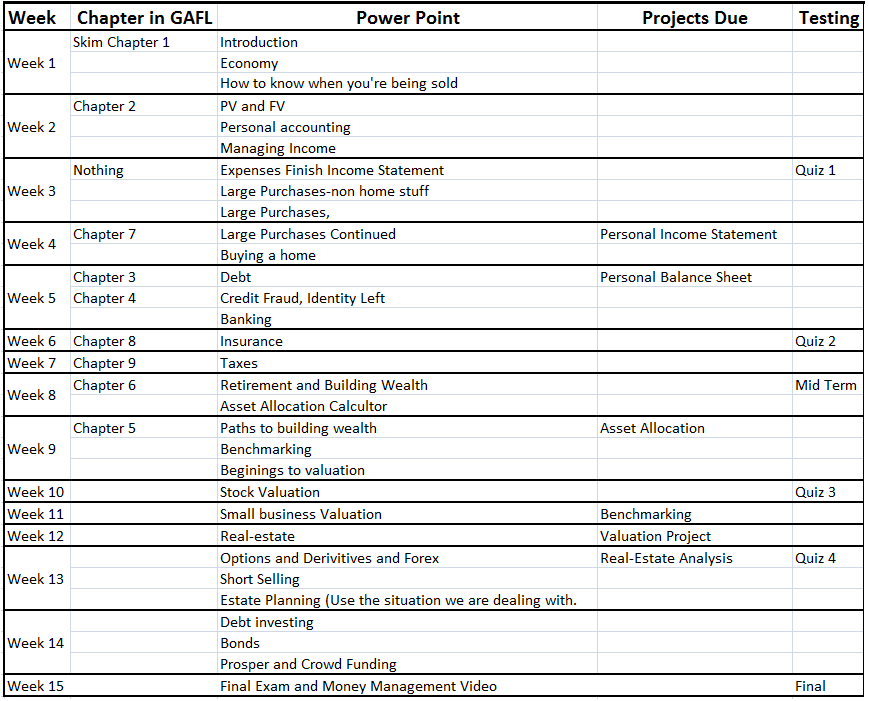 Week Chapter in GAFL Power Point Projects Due Testing
Skim Chapter 1 Introduction
Week 1 Economy
How to know when you're being sold
Chapter 2 PV and FV
Week 2 Personal accounting
Managing Income
Nothing Expenses Finish Income Statement Quiz 1
Week 3 Large Purchases-non home stuff
Large Purchases,
Week 4 Chapter 7 Large Purchases Continued Personal Income Statement
Buying a home
Chapter 3 Debt Personal Balance Sheet
Week 5 Chapter 4 Credit Fraud, Identity Left
Banking
Week 6 Chapter 8 Insurance Quiz 2
Week 7 Chapter 9 Taxes
Week 8 Chapter 6 Retirement and Building Wealth Mid Term
Asset Allocation Calcultor
Chapter 5 Paths to building wealth Asset Allocation
Week 9 Benchmarking
Beginings to valuation
Week 10 Stock Valuation Quiz 3
Week 11 Small business Valuation Benchmarking
Week 12 Real-estate Valuation Project
Options and Derivitives and Forex Real-Estate Analysis Quiz 4
Week 13 Short Selling
Estate Planning (Use the situation we are dealing with.
Debt investing
Week 14 Bonds
Prosper and Crowd Funding
Week 15 Final Exam and Money Management Video Final